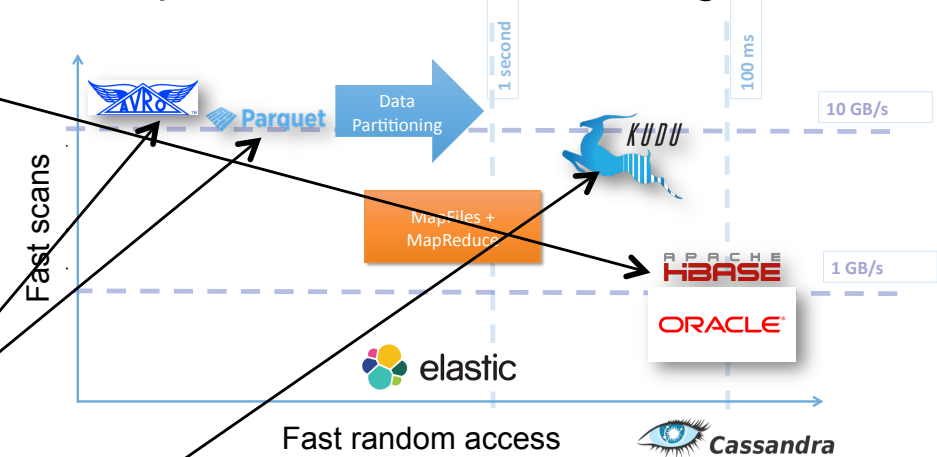 1 second
100 ms
AVRO
Parquet
Data
Partitioning
10 GB/s
KUDU
Fast scans
MapFiles +
MapReduce
APACHE
HBASE
1 GB/s
ORACLE
elastic
Fast random access
Cassandra